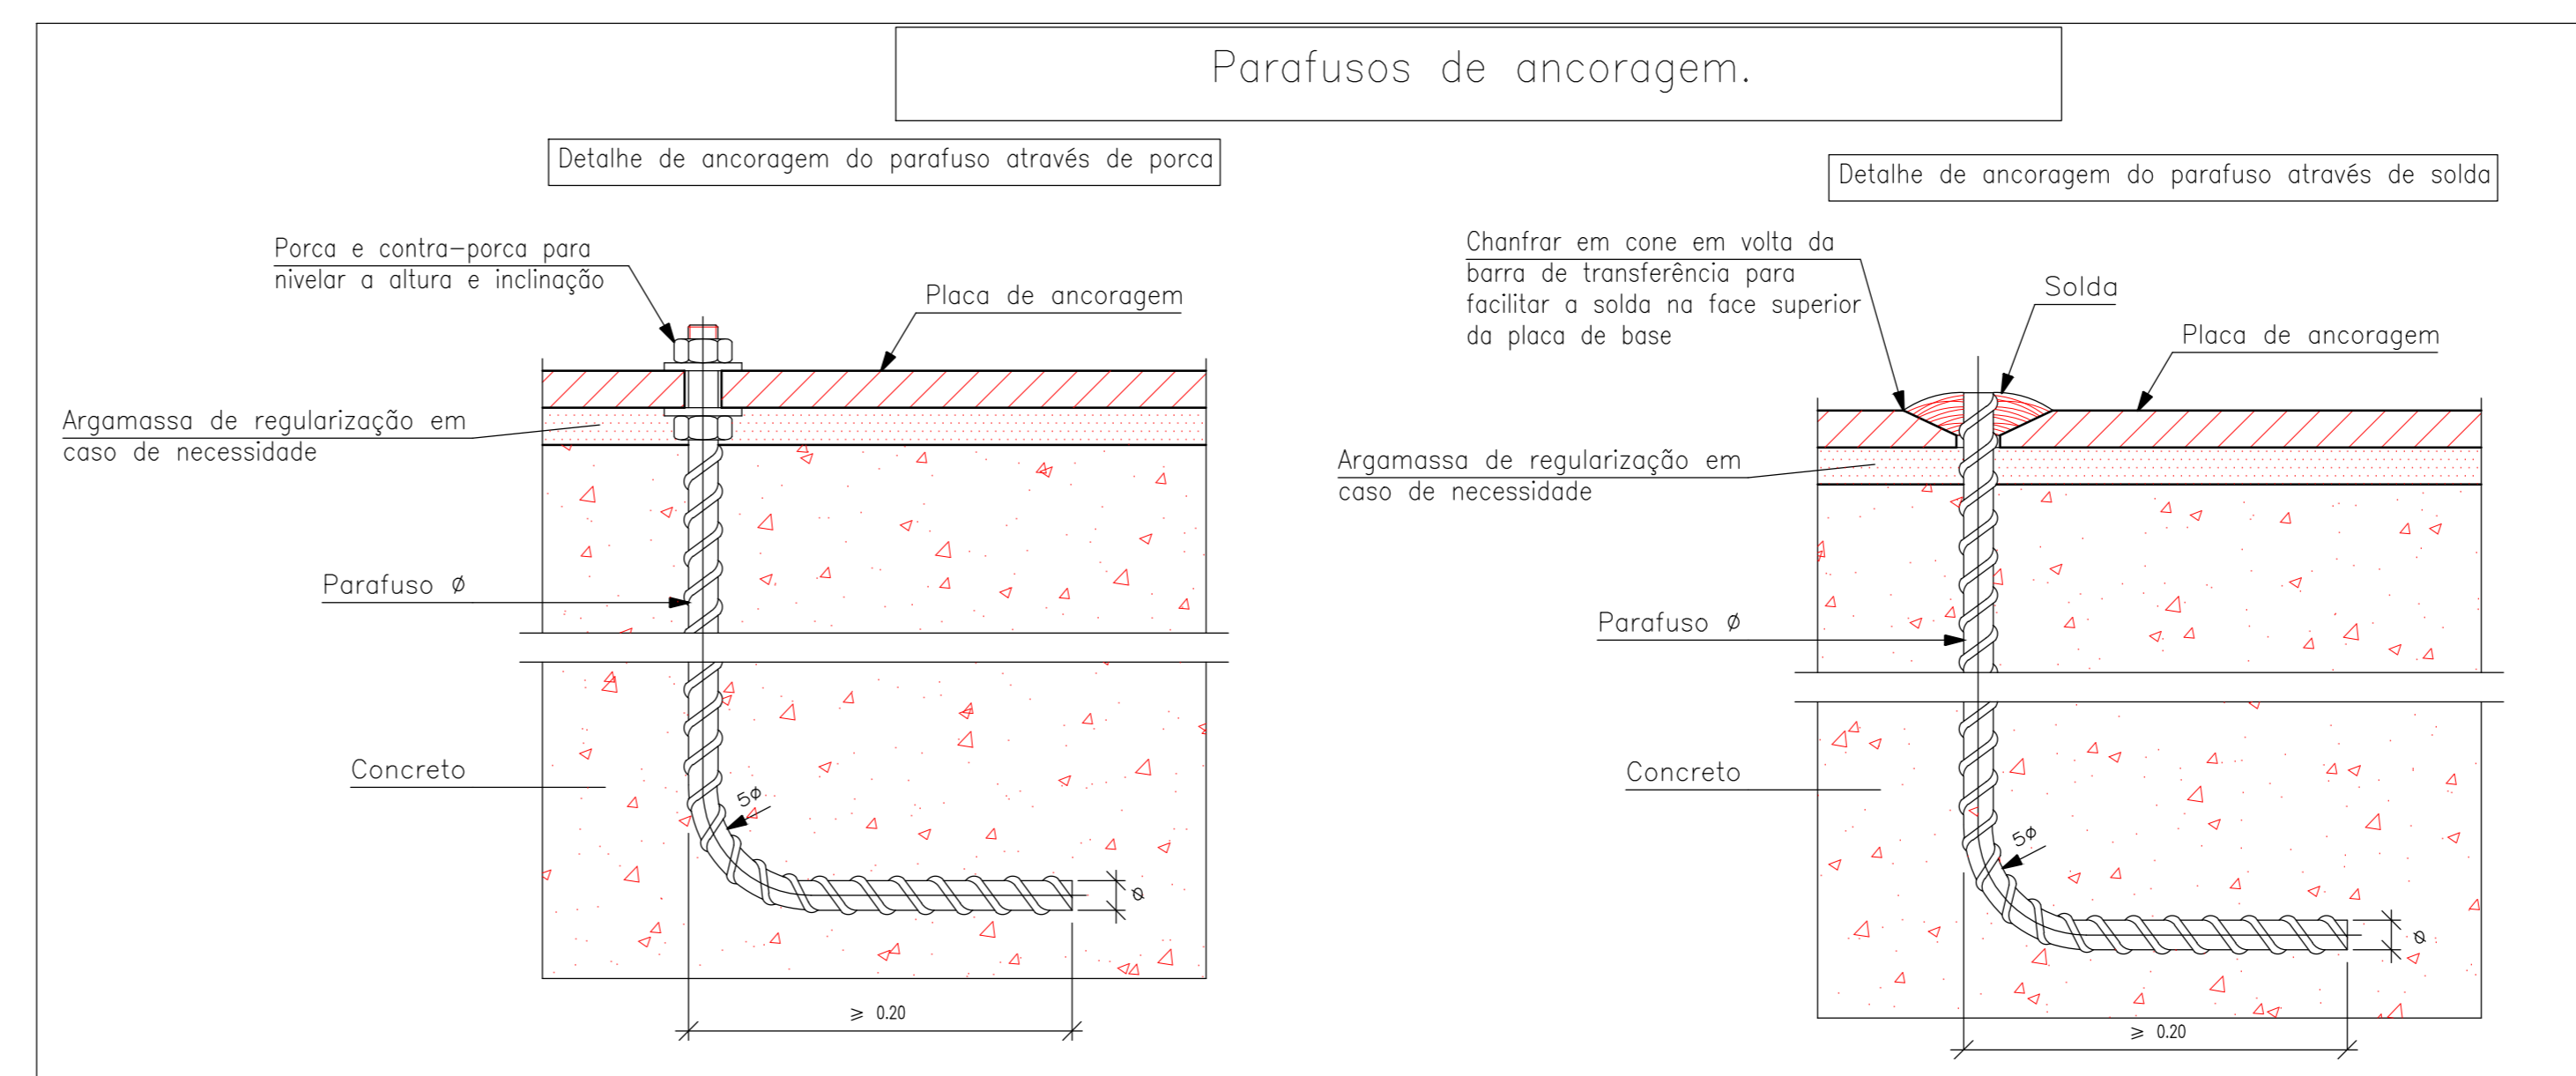 Parafusos de ancoragem.
Detalhe de ancoragem do parafuso através de porca
Porca e contra-porca para
nivelar a altura e inclinação
Placa de ancoragem
Argamassa de regularização em
caso de necessidade
Parafuso ø
Concreto
5ø
ø
≥ 0.20
Detalhe de ancoragem do parafuso através de solda
Chanfrar em cone em volta da
barra de transferência para
facilitar a solda na face superior
da placa de base
Solda
Placa de ancoragem
Argamassa de regularização em
caso de necessidade
Parafuso ø
Concreto
5ø
ø
≥ 0.20